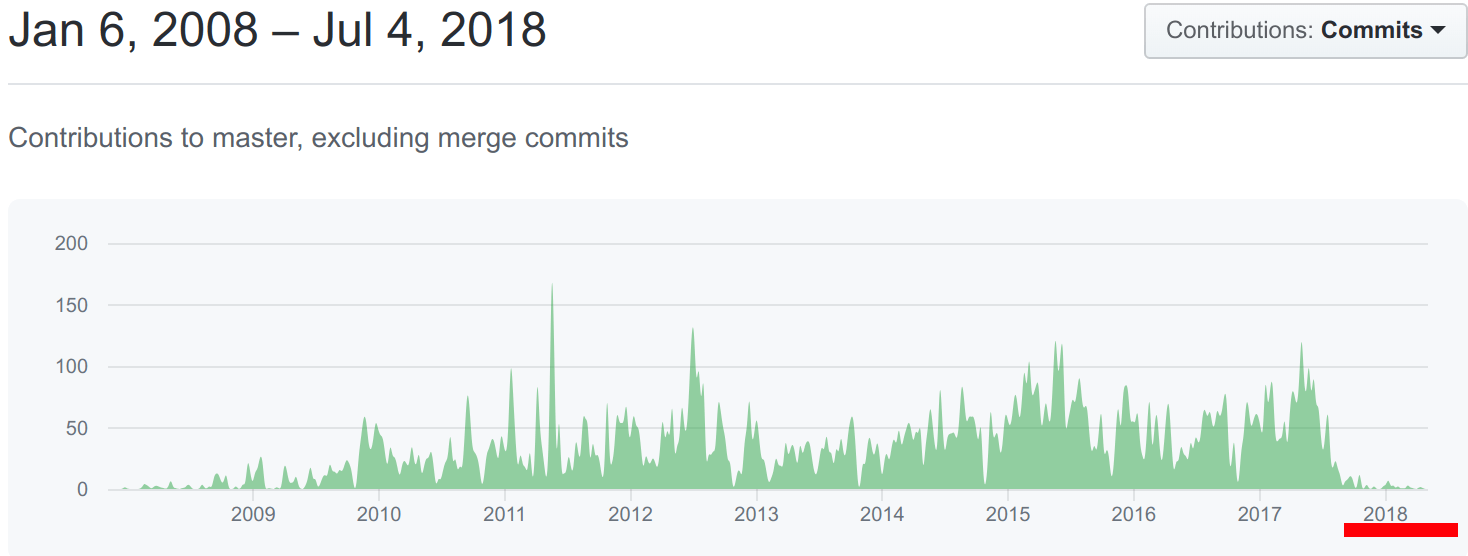 Jan 6, 2008 – Jul 4, 2018
Contributions: Commits
Contributions to master, excluding merge commits
200
150
100
50
0
2009 2010 2011 2012 2013 2014 2015 2016 2017 2018